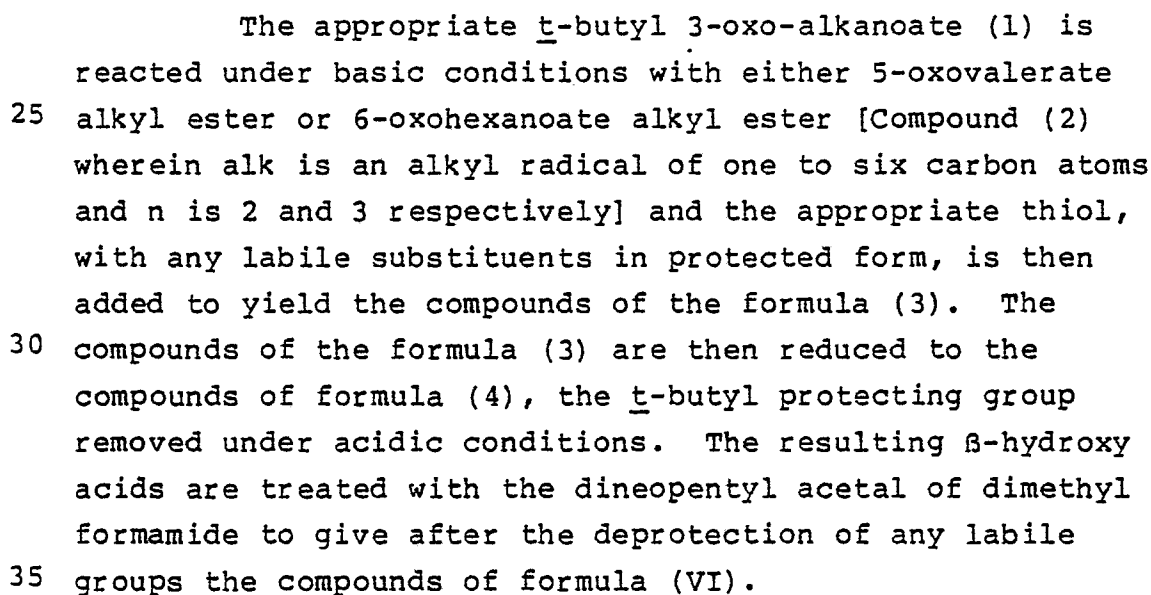 The appropriate t-butyl 3-oxo-alkanoate (1) is
reacted under basic conditions with either 5-oxovalerate
25 alkyl ester or 6-oxohexanoate alkyl ester [Compound (2)
wherein alk is an alkyl radical of one to six carbon atoms
and n is 2 and 3 respectively] and the appropriate thiol,
with any labile substituents in protected form, is then
added to yield the compounds of the formula (3). The
30 compounds of the formula (3) are then reduced to the
compounds of formula (4), the t-butyl protecting group
removed under acidic conditions. The resulting β-hydroxy
acids are treated with the dineopentyl acetal of dimethyl
formamide to give after the deprotection of any labile
35 groups the compounds of formula (VI).